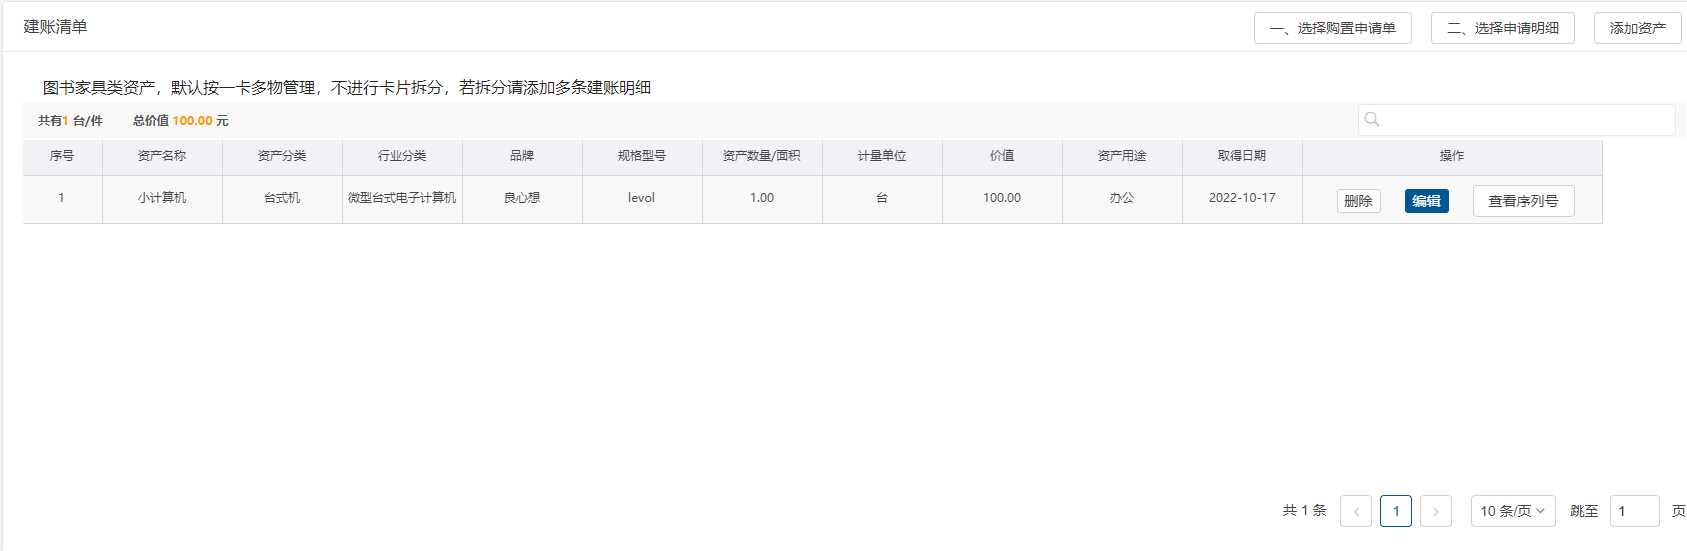 建账清单 一、选择购置申请单 二、选择申请明细 添加资产
图书家具类资产，默认按一卡多物管理，不进行卡片拆分，若拆分请添加多条建账明细
共有1 台/件 总价值 100.00 元
序号 资产名称 资产分类 行业分类 品牌 规格型号 资产数量/面积 计量单位 价值 资产用途 取得日期 操作
1 小计算机 台式机 微型台式电子计算机 良心想 levol 1.00 台 100.00 办公 2022-10-17 删除 编辑 查看序列号
共 1 条 1 10 条/页 跳至 1 页